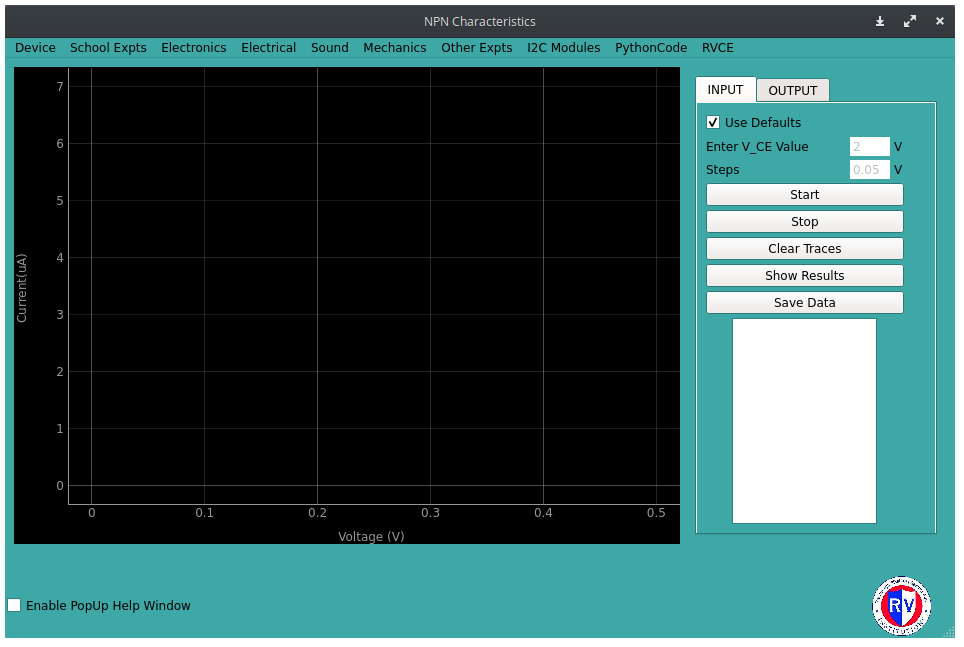 NPN Characteristics
Device School Expts Electronics Electrical Sound Mechanics Other Expts I2C Modules PythonCode RVCE
7
6
5
4
3
2
1
0
Current(uA)
0 0.1 0.2 0.3 0.4 0.5
Voltage (V)
INPUT OUTPUT
Use Defaults
Enter V_CE Value 2 V
Steps 0.05 V
Start
Stop
Clear Traces
Show Results
Save Data
Enable PopUp Help Window
RV
INSTITUTIONS